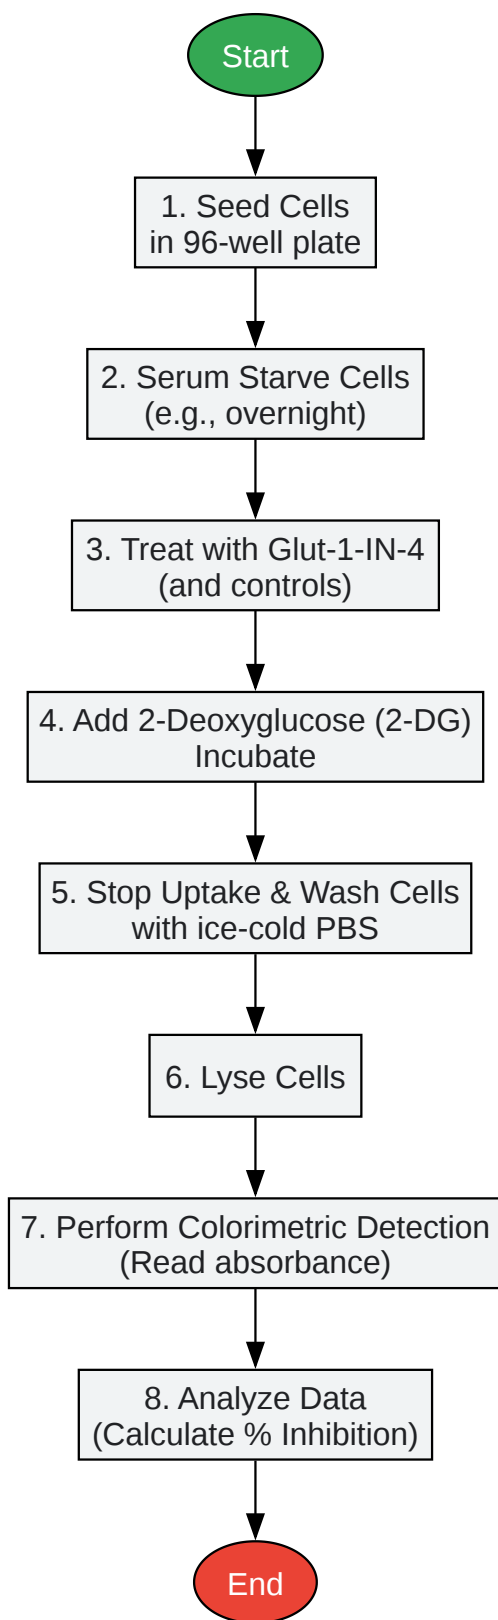 Start
1. Seed Cells
in 96-well plate
2. Serum Starve Cells
(e.g., overnight)
3. Treat with Glut-1-IN-4
(and controls)
4. Add 2-Deoxyglucose (2-DG)
Incubate
5. Stop Uptake & Wash Cells
with ice-cold PBS
6. Lyse Cells
7. Perform Colorimetric Detection
(Read absorbance)
8. Analyze Data
(Calculate % Inhibition)
End